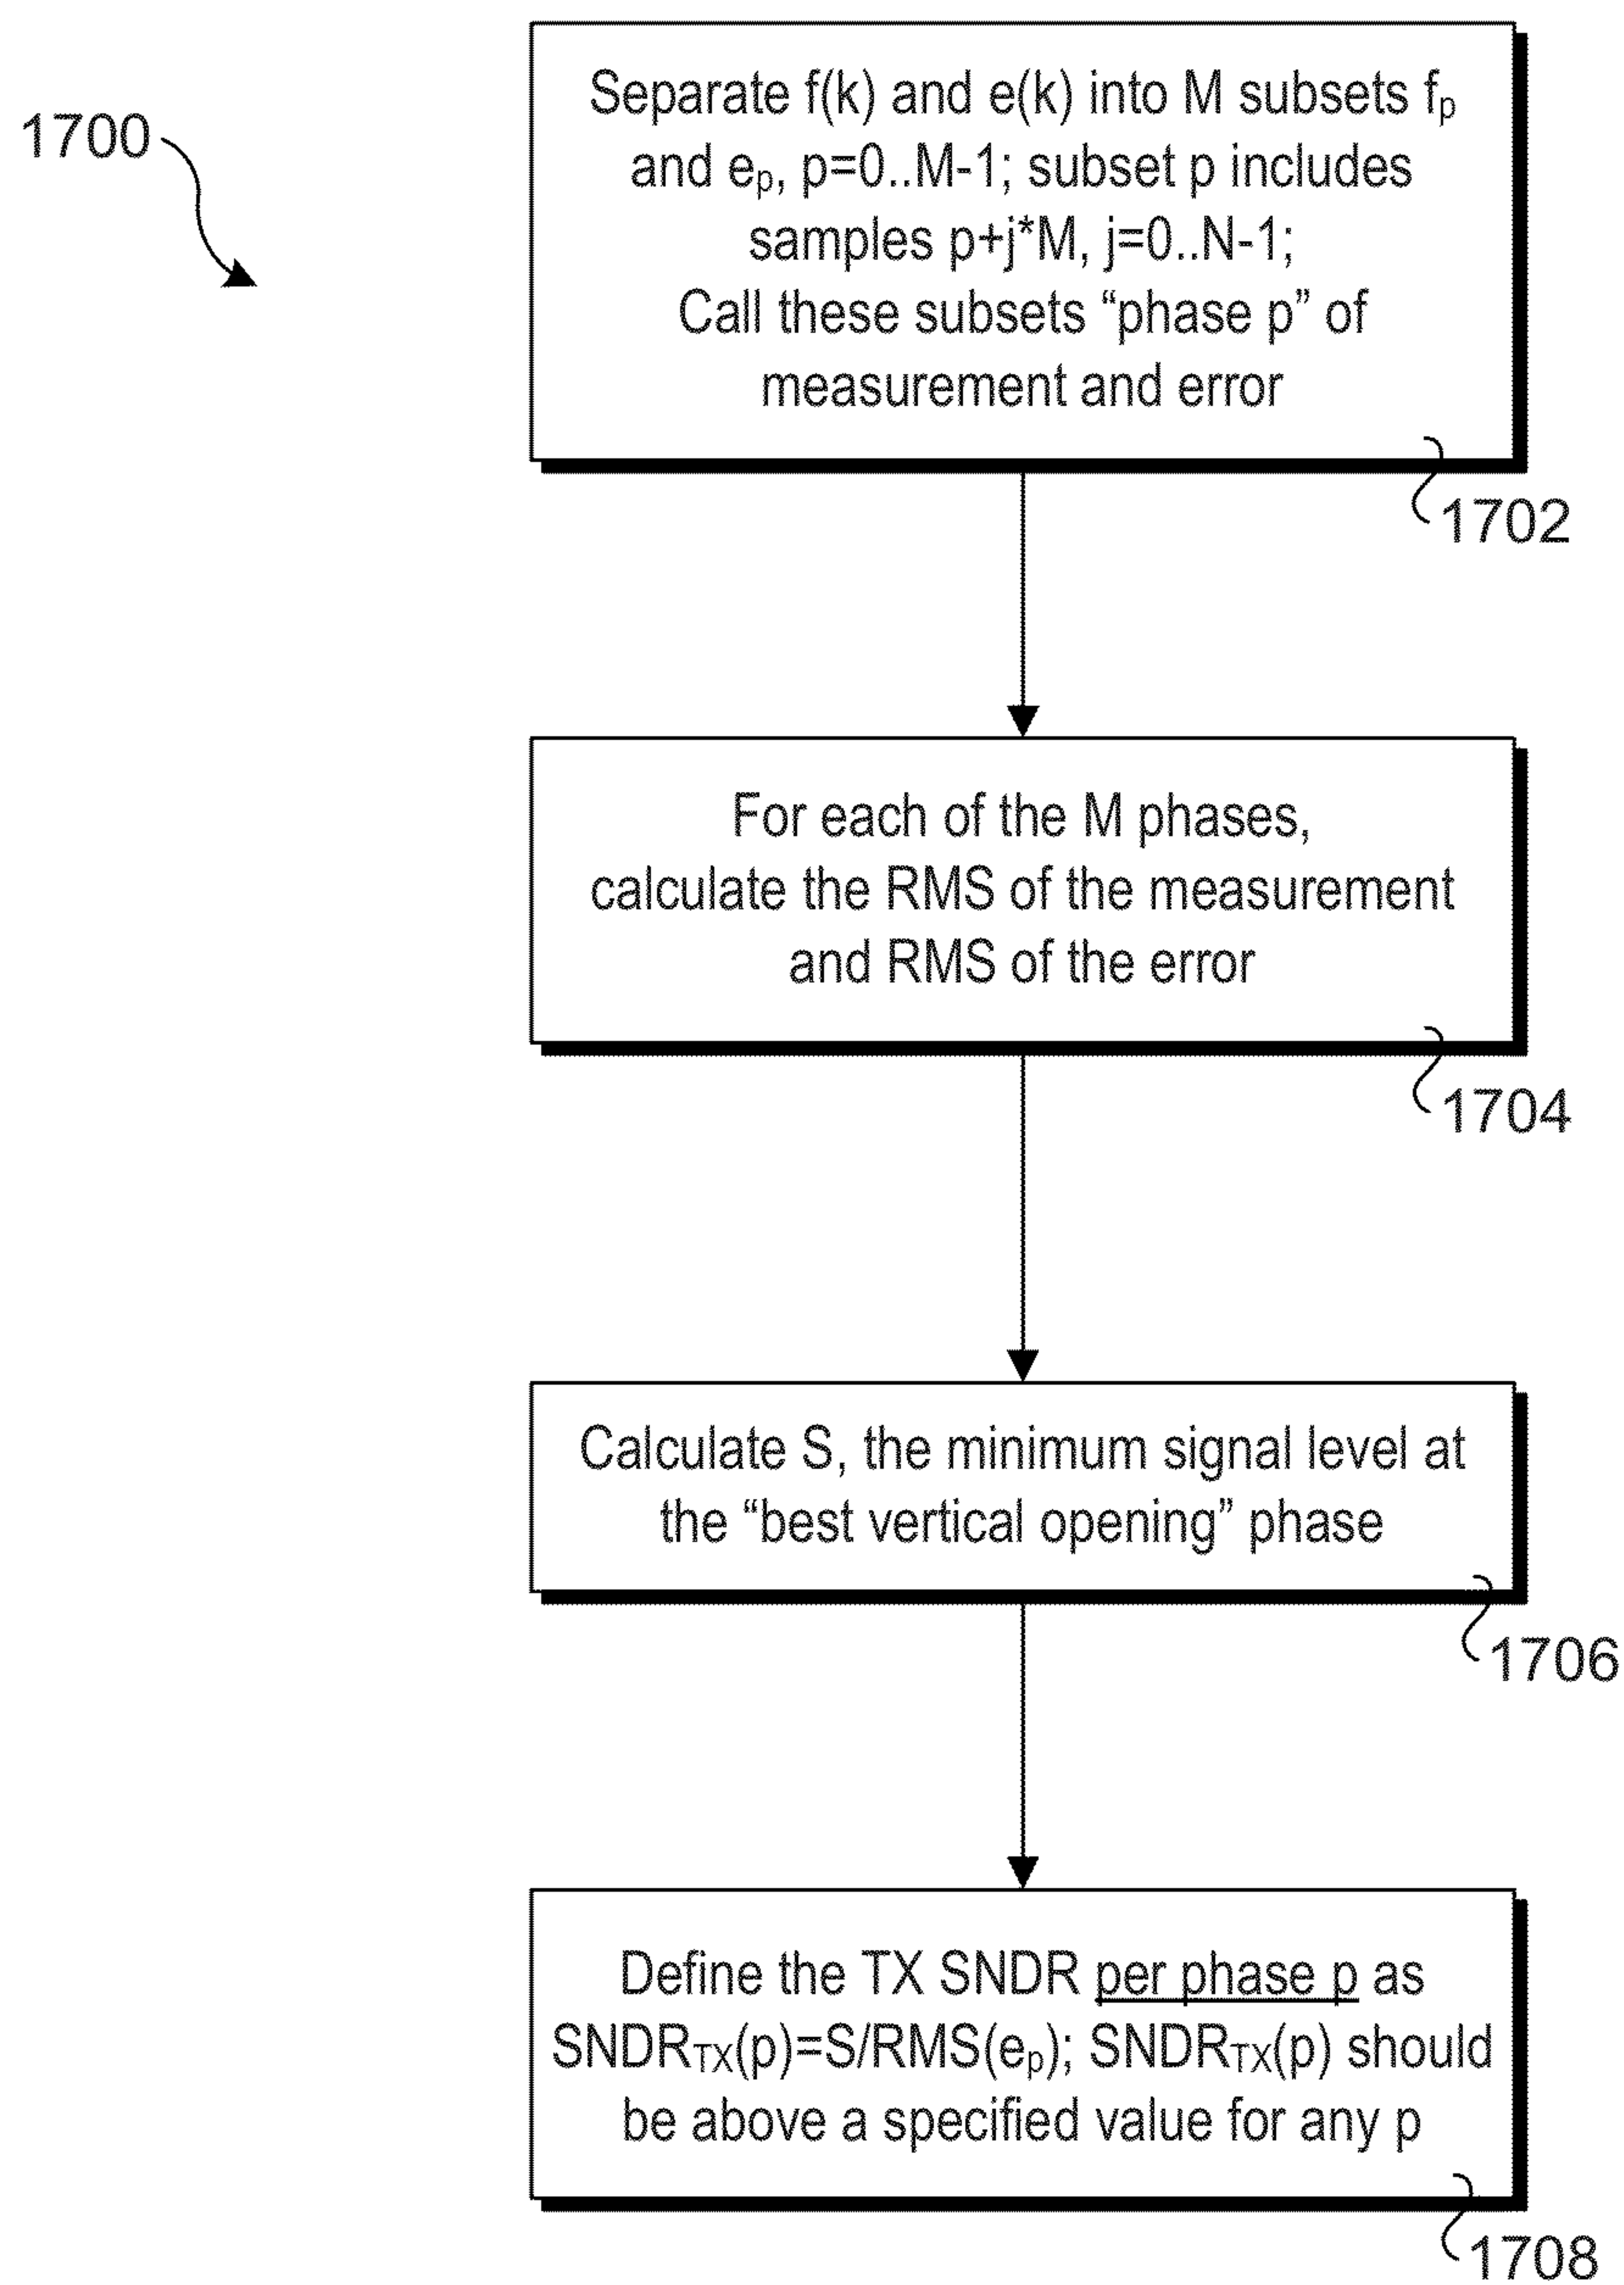 1700
Separate f(k) and e(k) into M subsets fp
and ep, p=0..M-1; subset p includes
samples p+j*M, j=0..N-1;
Call these subsets “phase p” of
measurement and error
1702
For each of the M phases,
calculate the RMS of the measurement
and RMS of the error
1704
Calculate S, the minimum signal level at
the “best vertical opening” phase
1706
Define the TX SNDR per phase p as
SNDRTX(p)=S/RMS(ep); SNDRTX(p) should
be above a specified value for any p
1708